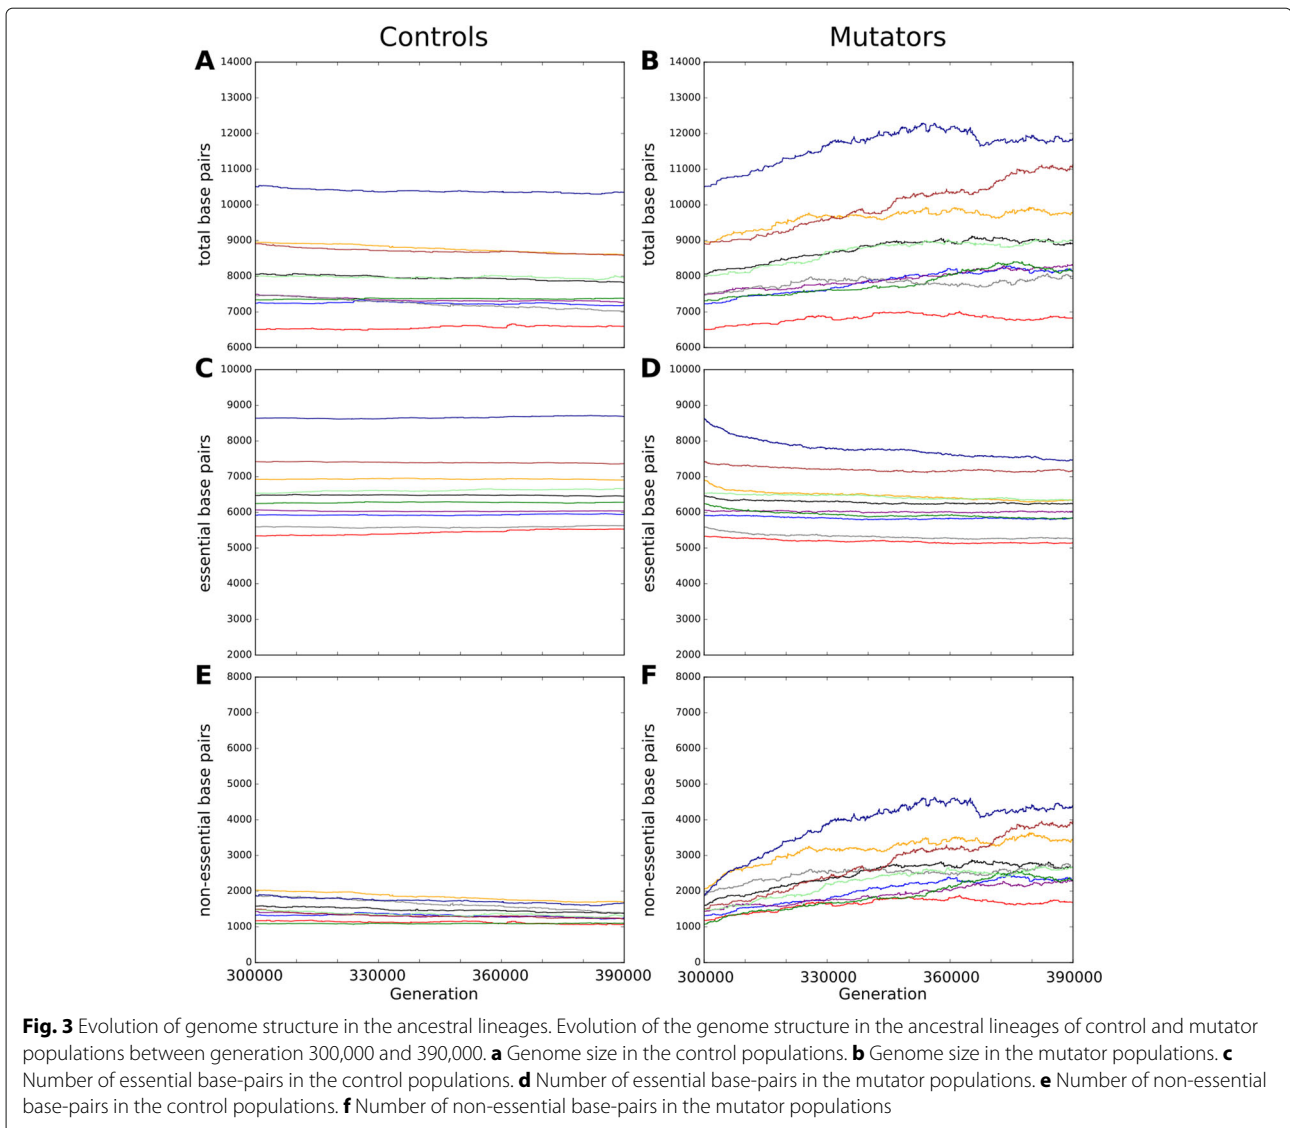 Controls
Mutators
A
B
14000
13000
12000
11000
10000
9000
8000
7000
6000
total base pairs
14000
13000
12000
11000
10000
9000
8000
7000
6000
total base pairs
C
D
10000
9000
8000
7000
6000
5000
4000
3000
2000
essential base pairs
10000
9000
8000
7000
6000
5000
4000
3000
2000
essential base pairs
E
F
8000
7000
6000
5000
4000
3000
2000
1000
0
non-essential base pairs
8000
7000
6000
5000
4000
3000
2000
1000
0
non-essential base pairs
300000 330000 360000 390000
Generation
300000 330000 360000 390000
Generation
Fig. 3 Evolution of genome structure in the ancestral lineages. Evolution of the genome structure in the ancestral lineages of control and mutator
populations between generation 300,000 and 390,000. a Genome size in the control populations. b Genome size in the mutator populations. c
Number of essential base-pairs in the control populations. d Number of essential base-pairs in the mutator populations. e Number of non-essential
base-pairs in the control populations. f Number of non-essential base-pairs in the mutator populations